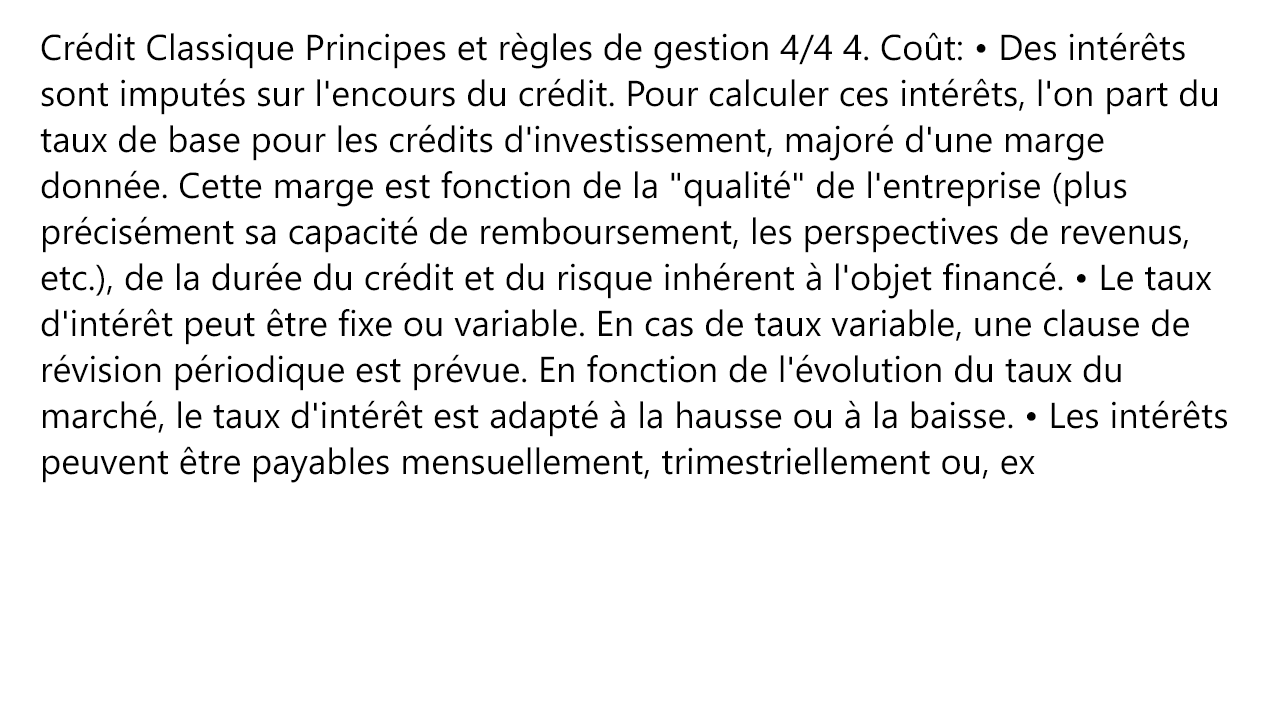 Crédit Classique Principes et règles de gestion 4/4 4. Coût: • Des intérêts
sont imputés sur l'encours du crédit. Pour calculer ces intérêts, l'on part du
taux de base pour les crédits d'investissement, majoré d'une marge
donnée. Cette marge est fonction de la "qualité" de l'entreprise (plus
précisément sa capacité de remboursement, les perspectives de revenus,
etc.), de la durée du crédit et du risque inhérent à l'objet financé. • Le taux
d'intérêt peut être fixe ou variable. En cas de taux variable, une clause de
révision périodique est prévue. En fonction de l'évolution du taux du
marché, le taux d'intérêt est adapté à la hausse ou à la baisse. • Les intérêts
peuvent être payables mensuellement, trimestriellement ou, ex